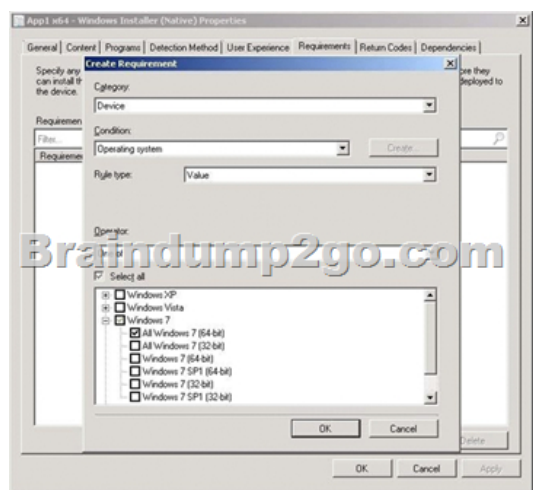 App1 x64 - Windows Installer (Native) Properties
General Content Programs Detection Method User Experience Requirements Return Codes Dependencies
Specify any
can install th
the device.
ore they
deployed to
Requiremen
Filter...
Requiremen
Create Requirement
Category:
Device
Condition:
Operating system
Create...
Rule type:
Value
Operator:
Braindump2go.com
Select all
Windows XP
Windows Vista
Windows 7
All Windows 7 (64-bit)
All Windows 7 (32-bit)
Windows 7 (64-bit)
Windows 7 SP1 (64-bit)
Windows 7 (32-bit)
Windows 7 SP1 (32-bit)
OK Cancel
Delete
OK Cancel Apply